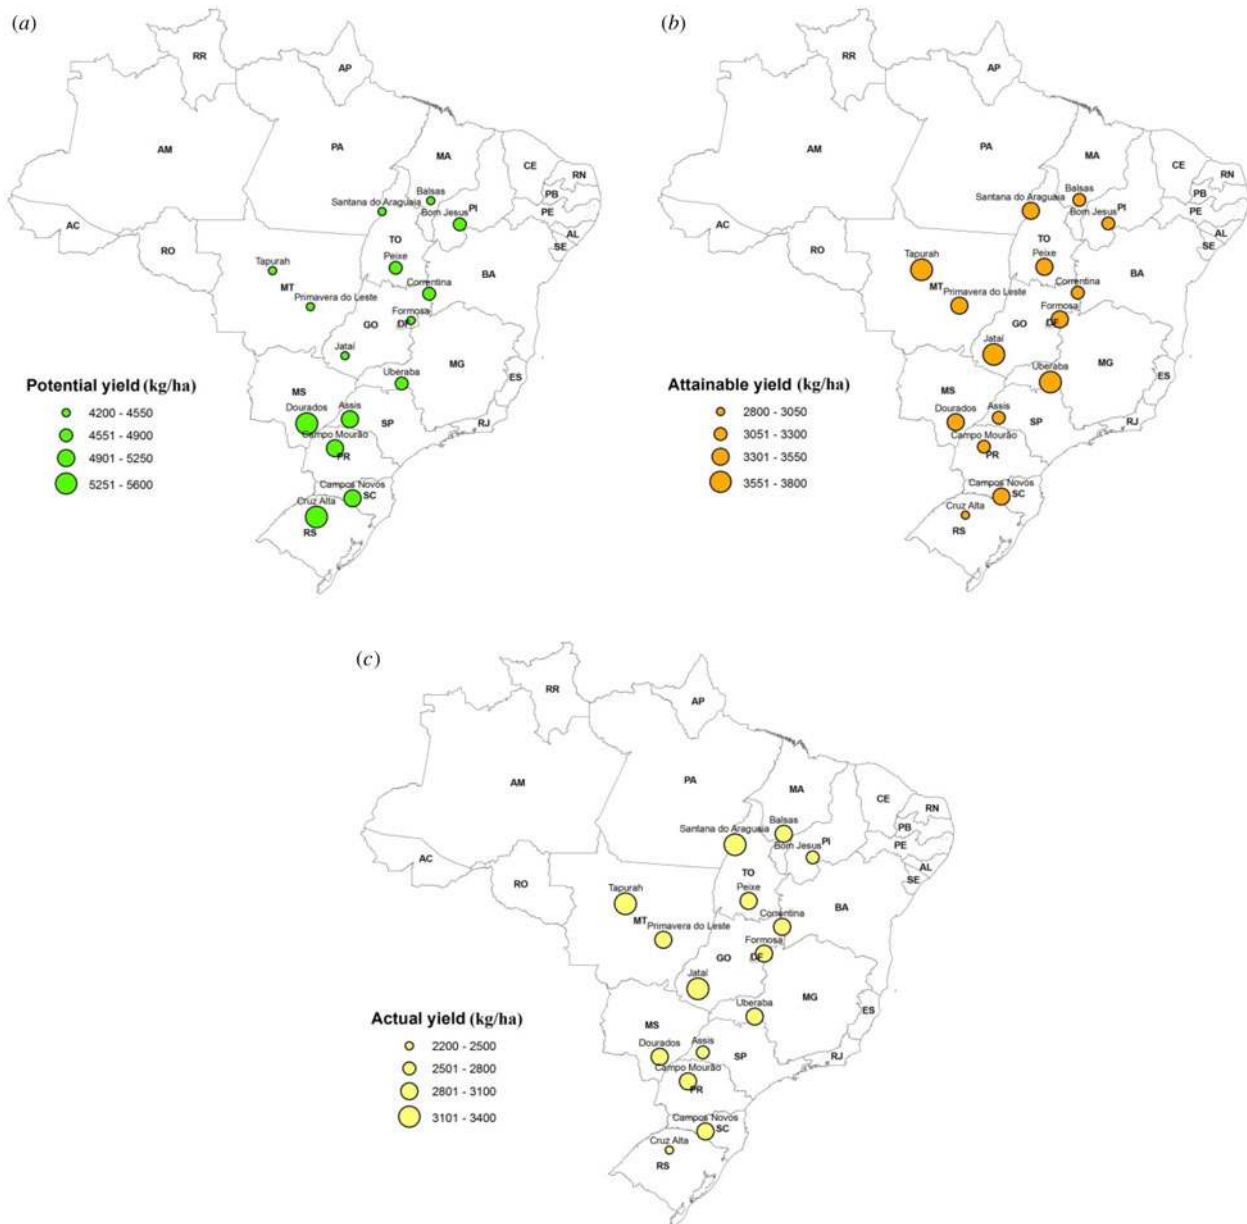 (a)
RR
AP
AM
PA
MA
CE
RN
PB
PE
AL
SE
Balsas
Santana do Araguaia
Bom Jesus
PI
AC
RO
TO
Peixe
BA
Tapurah
MT
Correntina
Primavera do Leste
Formosa
DF
GO
Jataí
Uberaba
MG
ES
MS
Dourados
Assis
SP
RJ
Campo Mourão
PR
Campos Novos
SC
Cruz Alta
RS
Potential yield (kg/ha)
4200 - 4550
4551 - 4900
4901 - 5250
5251 - 5600
(b)
RR
AP
AM
PA
MA
CE
RN
PB
PE
AL
SE
Balsas
Santana do Araguaia
Bom Jesus
PI
AC
RO
TO
Peixe
BA
Tapurah
MT
Correntina
Primavera do Leste
Formosa
DF
GO
Jataí
Uberaba
MG
ES
MS
Dourados
Assis
SP
RJ
Campo Mourão
PR
Campos Novos
SC
Cruz Alta
RS
Attainable yield (kg/ha)
2800 - 3050
3051 - 3300
3301 - 3550
3551 - 3800
(c)
RR
AP
AM
PA
MA
CE
RN
PB
PE
AL
SE
Balsas
Santana do Araguaia
Bom Jesus
PI
AC
RO
TO
Peixe
BA
Tapurah
MT
Correntina
Primavera do Leste
Formosa
DF
GO
Jataí
Uberaba
MG
ES
MS
Dourados
Assis
SP
RJ
Campo Mourão
PR
Campos Novos
SC
Cruz Alta
RS
Actual yield (kg/ha)
2200 - 2500
2501 - 2800
2801 - 3100
3101 - 3400